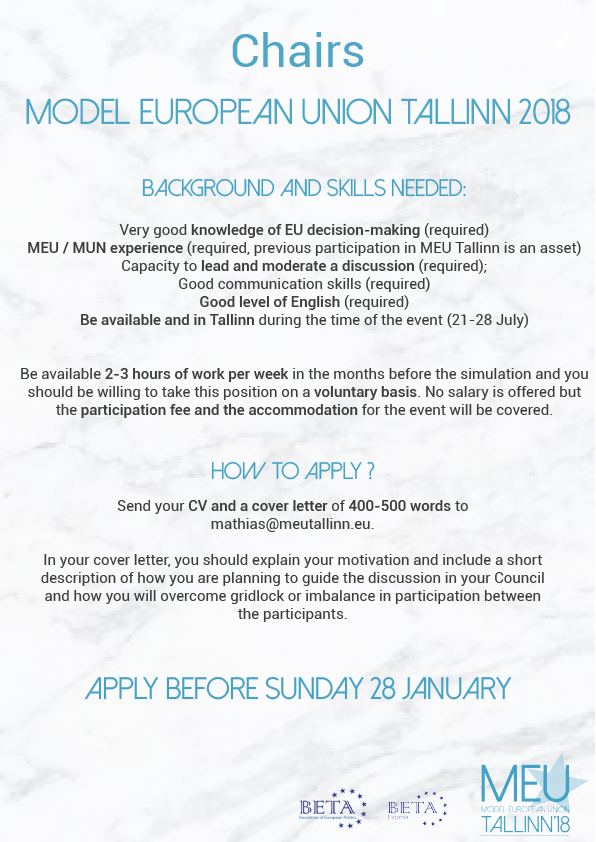 Chairs
MODEL EUROPEAN UNION TALLINN 2018
BACKGROUND AND SKILLS NEEDED:
Very good knowledge of EU decision-making (required)
MEU / MUN experience (required, previous participation in MEU Tallinn is an asset)
Capacity to lead and moderate a discussion (required);
Good communication skills (required)
Good level of English (required)
Be available and in Tallinn during the time of the event (21-28 July)
Be available 2-3 hours of work per week in the months before the simulation and you
should be willing to take this position on a voluntary basis. No salary is offered but
the participation fee and the accommodation for the event will be covered.
HOW TO APPLY ?
Send your CV and a cover letter of 400-500 words to
mathias@meutallinn.eu.
In your cover letter, you should explain your motivation and include a short
description of how you are planning to guide the discussion in your Council
and how you will overcome gridlock or imbalance in participation between
the participants.
APPLY BEFORE SUNDAY 28 JANUARY
BETA
BETA
Estonia
MEU
MODEL EUROPEAN UNION
TALLINN'18